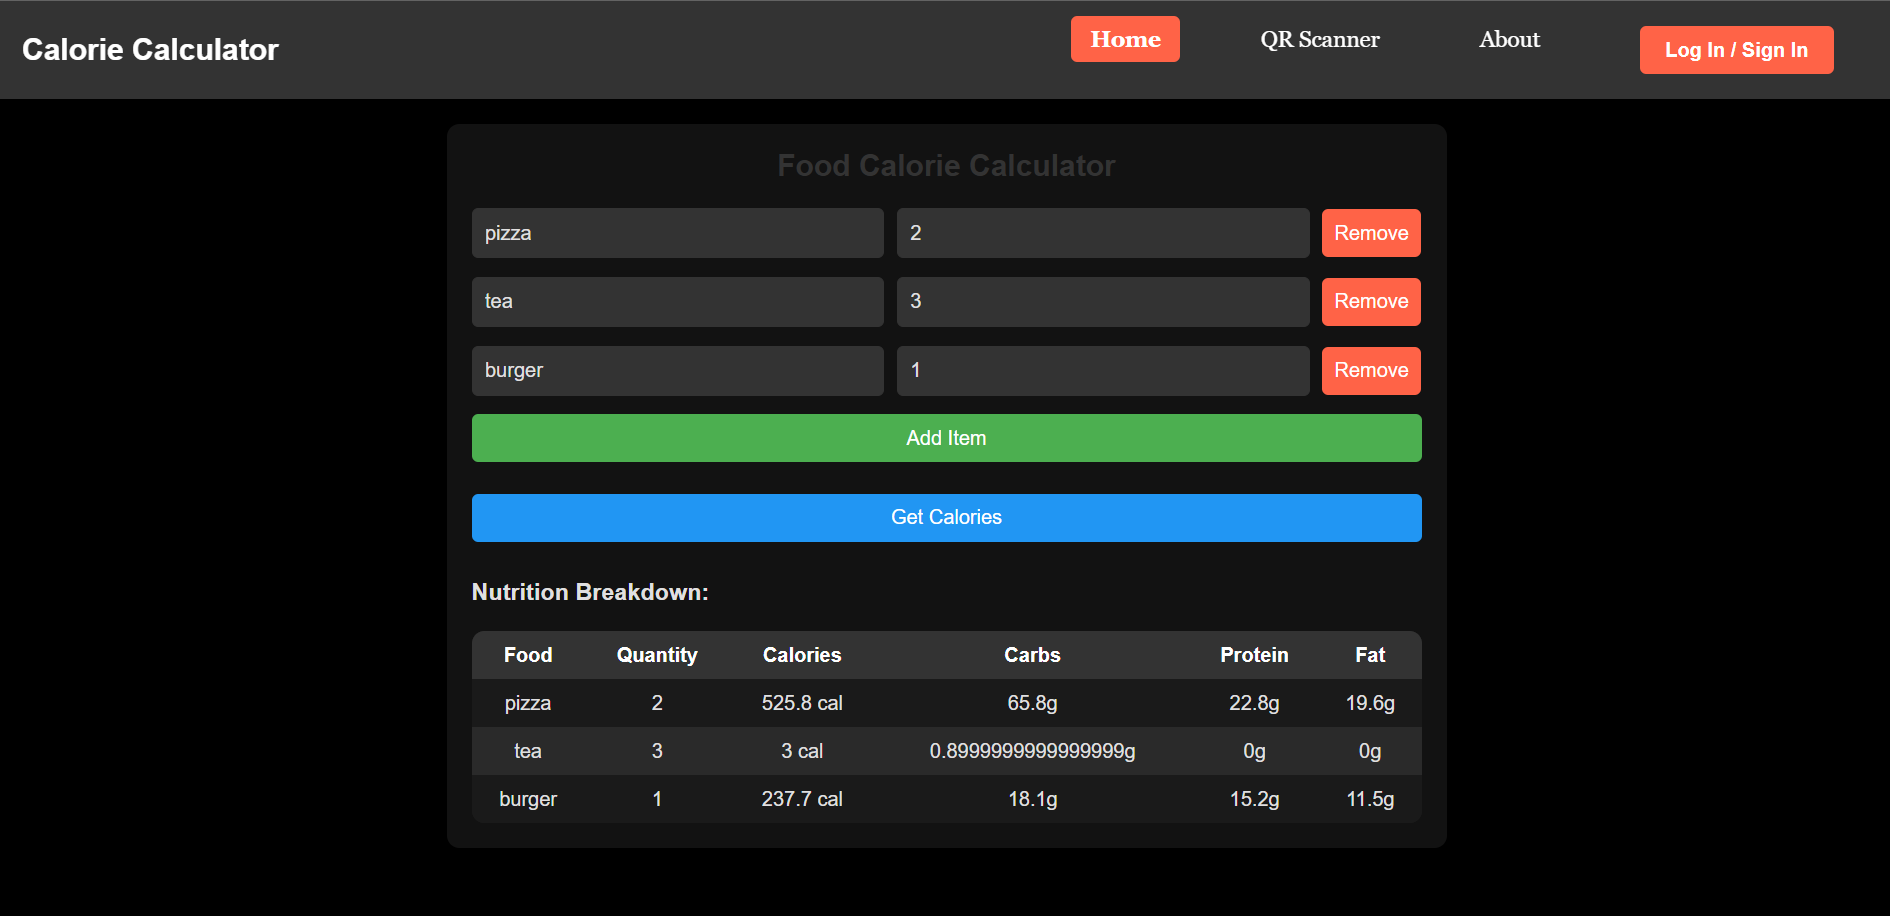 Calorie Calculator
Home QR Scanner About Log In / Sign In
Food Calorie Calculator
pizza 2 Remove
tea 3 Remove
burger 1 Remove
Add Item
Get Calories
Nutrition Breakdown:
Food Quantity Calories Carbs Protein Fat
pizza 2 525.8 cal 65.8g 22.8g 19.6g
tea 3 3 cal 0.8999999999999999g 0g 0g
burger 1 237.7 cal 18.1g 15.2g 11.5g